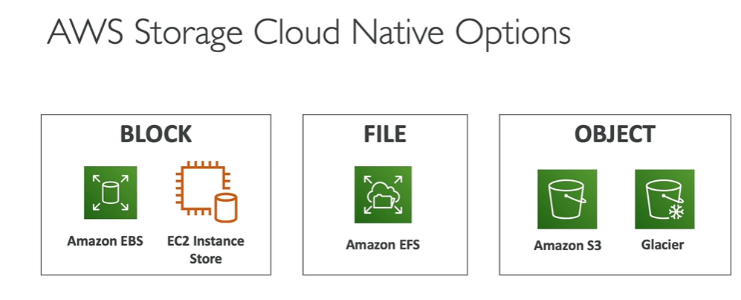 AWS Storage Cloud Native Options
BLOCK
Amazon EBS
EC2 Instance
Store
FILE
Amazon EFS
OBJECT
Amazon S3
Glacier